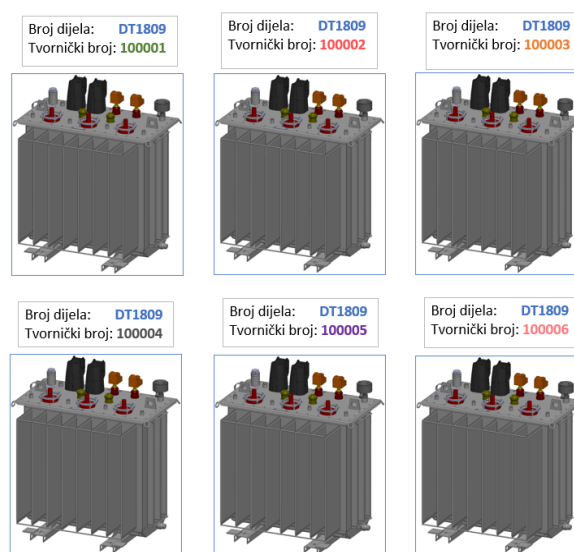 Broj dijela: DT1809
Tvornički broj: 100001
Broj dijela: DT1809
Tvornički broj: 100002
Broj dijela: DT1809
Tvornički broj: 100003
Broj dijela: DT1809
Tvornički broj: 100004
Broj dijela: DT1809
Tvornički broj: 100005
Broj dijela: DT1809
Tvornički broj: 100006